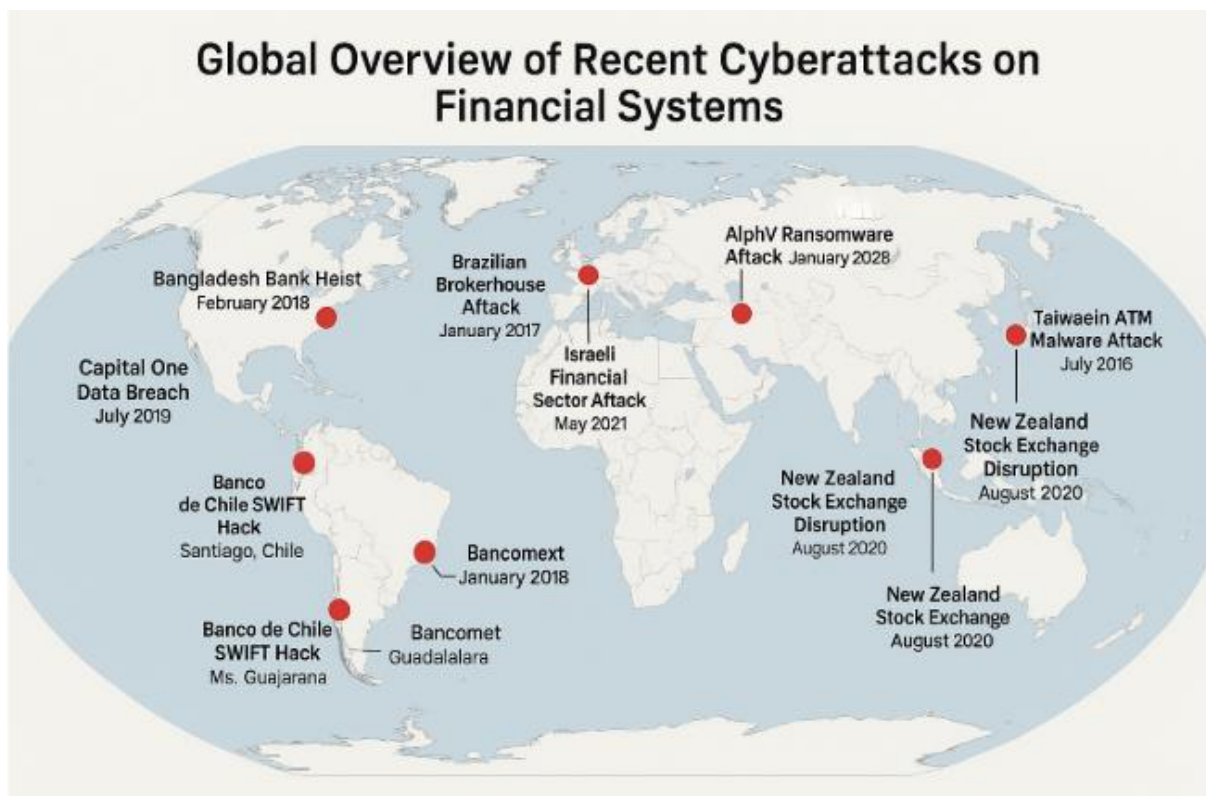 Global Overview of Recent Cyberattacks on
Financial Systems
Bangladesh Bank Heist
February 2018
Capital One
Data Breach
July 2019
Banco
de Chile SWIFT
Hack
Santiago, Chile
Banco de Chile
SWIFT Hack
Ms. Guajarana
Bancomext
January 2018
Bancomet
Guadalalara
Brazilian
Brokerhouse
Aftack
January 2017
Israeli
Financial
Sector Aftack
May 2021
AlphV Ransomware
Aftack January 2028
Taiwaein ATM
Malware Attack
July 2016
New Zealand
Stock Exchange
Disruption
August 2020
New Zealand
Stock Exchange
Disruption
August 2020
New Zealand
Stock Exchange
August 2020